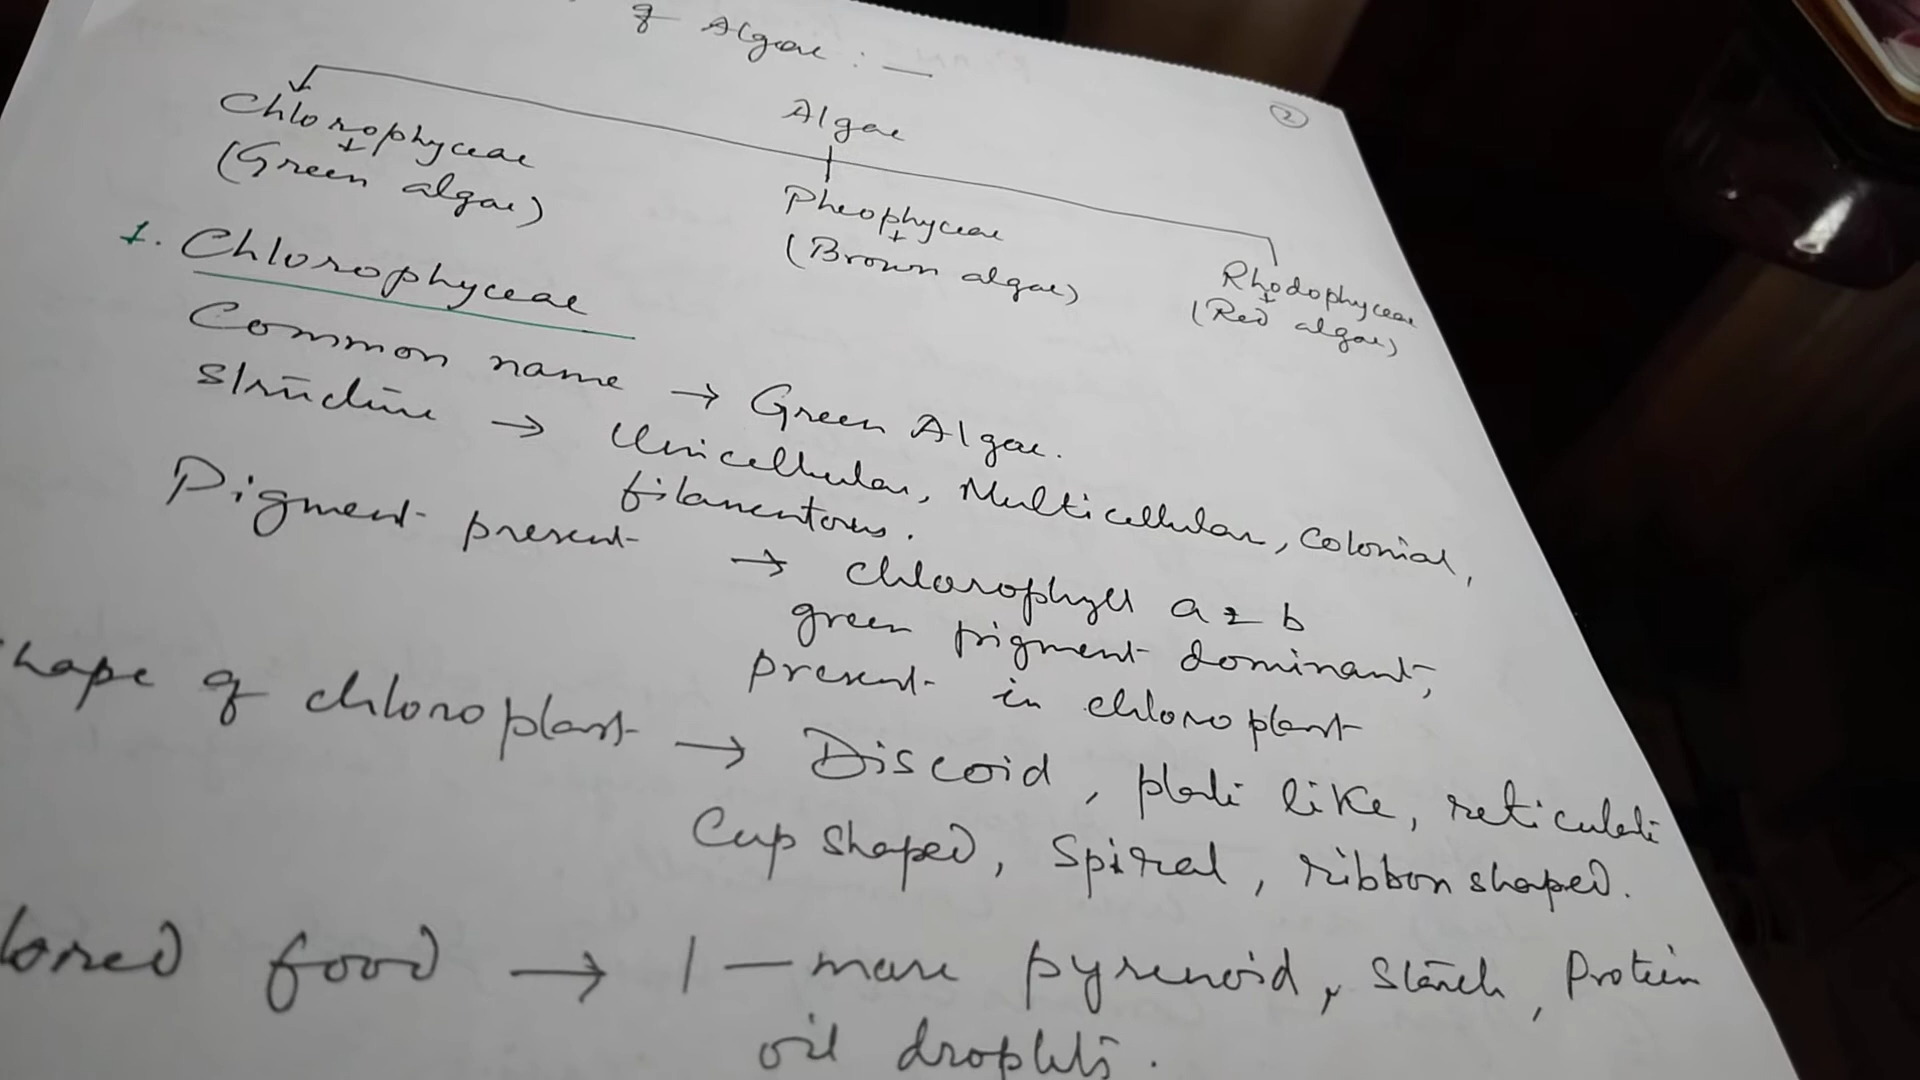 of Algae : —
Algae
2
Chlorophyceae
(Green algae)
Pheophyceae
(Brown algae)
Rhodophyceae
(Red algae)
1. Chlorophyceae
Common name → Green Algae.
Structure → Unicellular, Multicellular, Colonial,
filamentous.
Pigment present → chlorophyll a & b
green pigment dominant,
present in chloroplast
hape of chloroplast → Discoid, plate like, reticulate
Cup shaped, Spiral, ribbon shaped.
tored food → 1 — more pyrenoid, Starch, Protein
oil droplets.